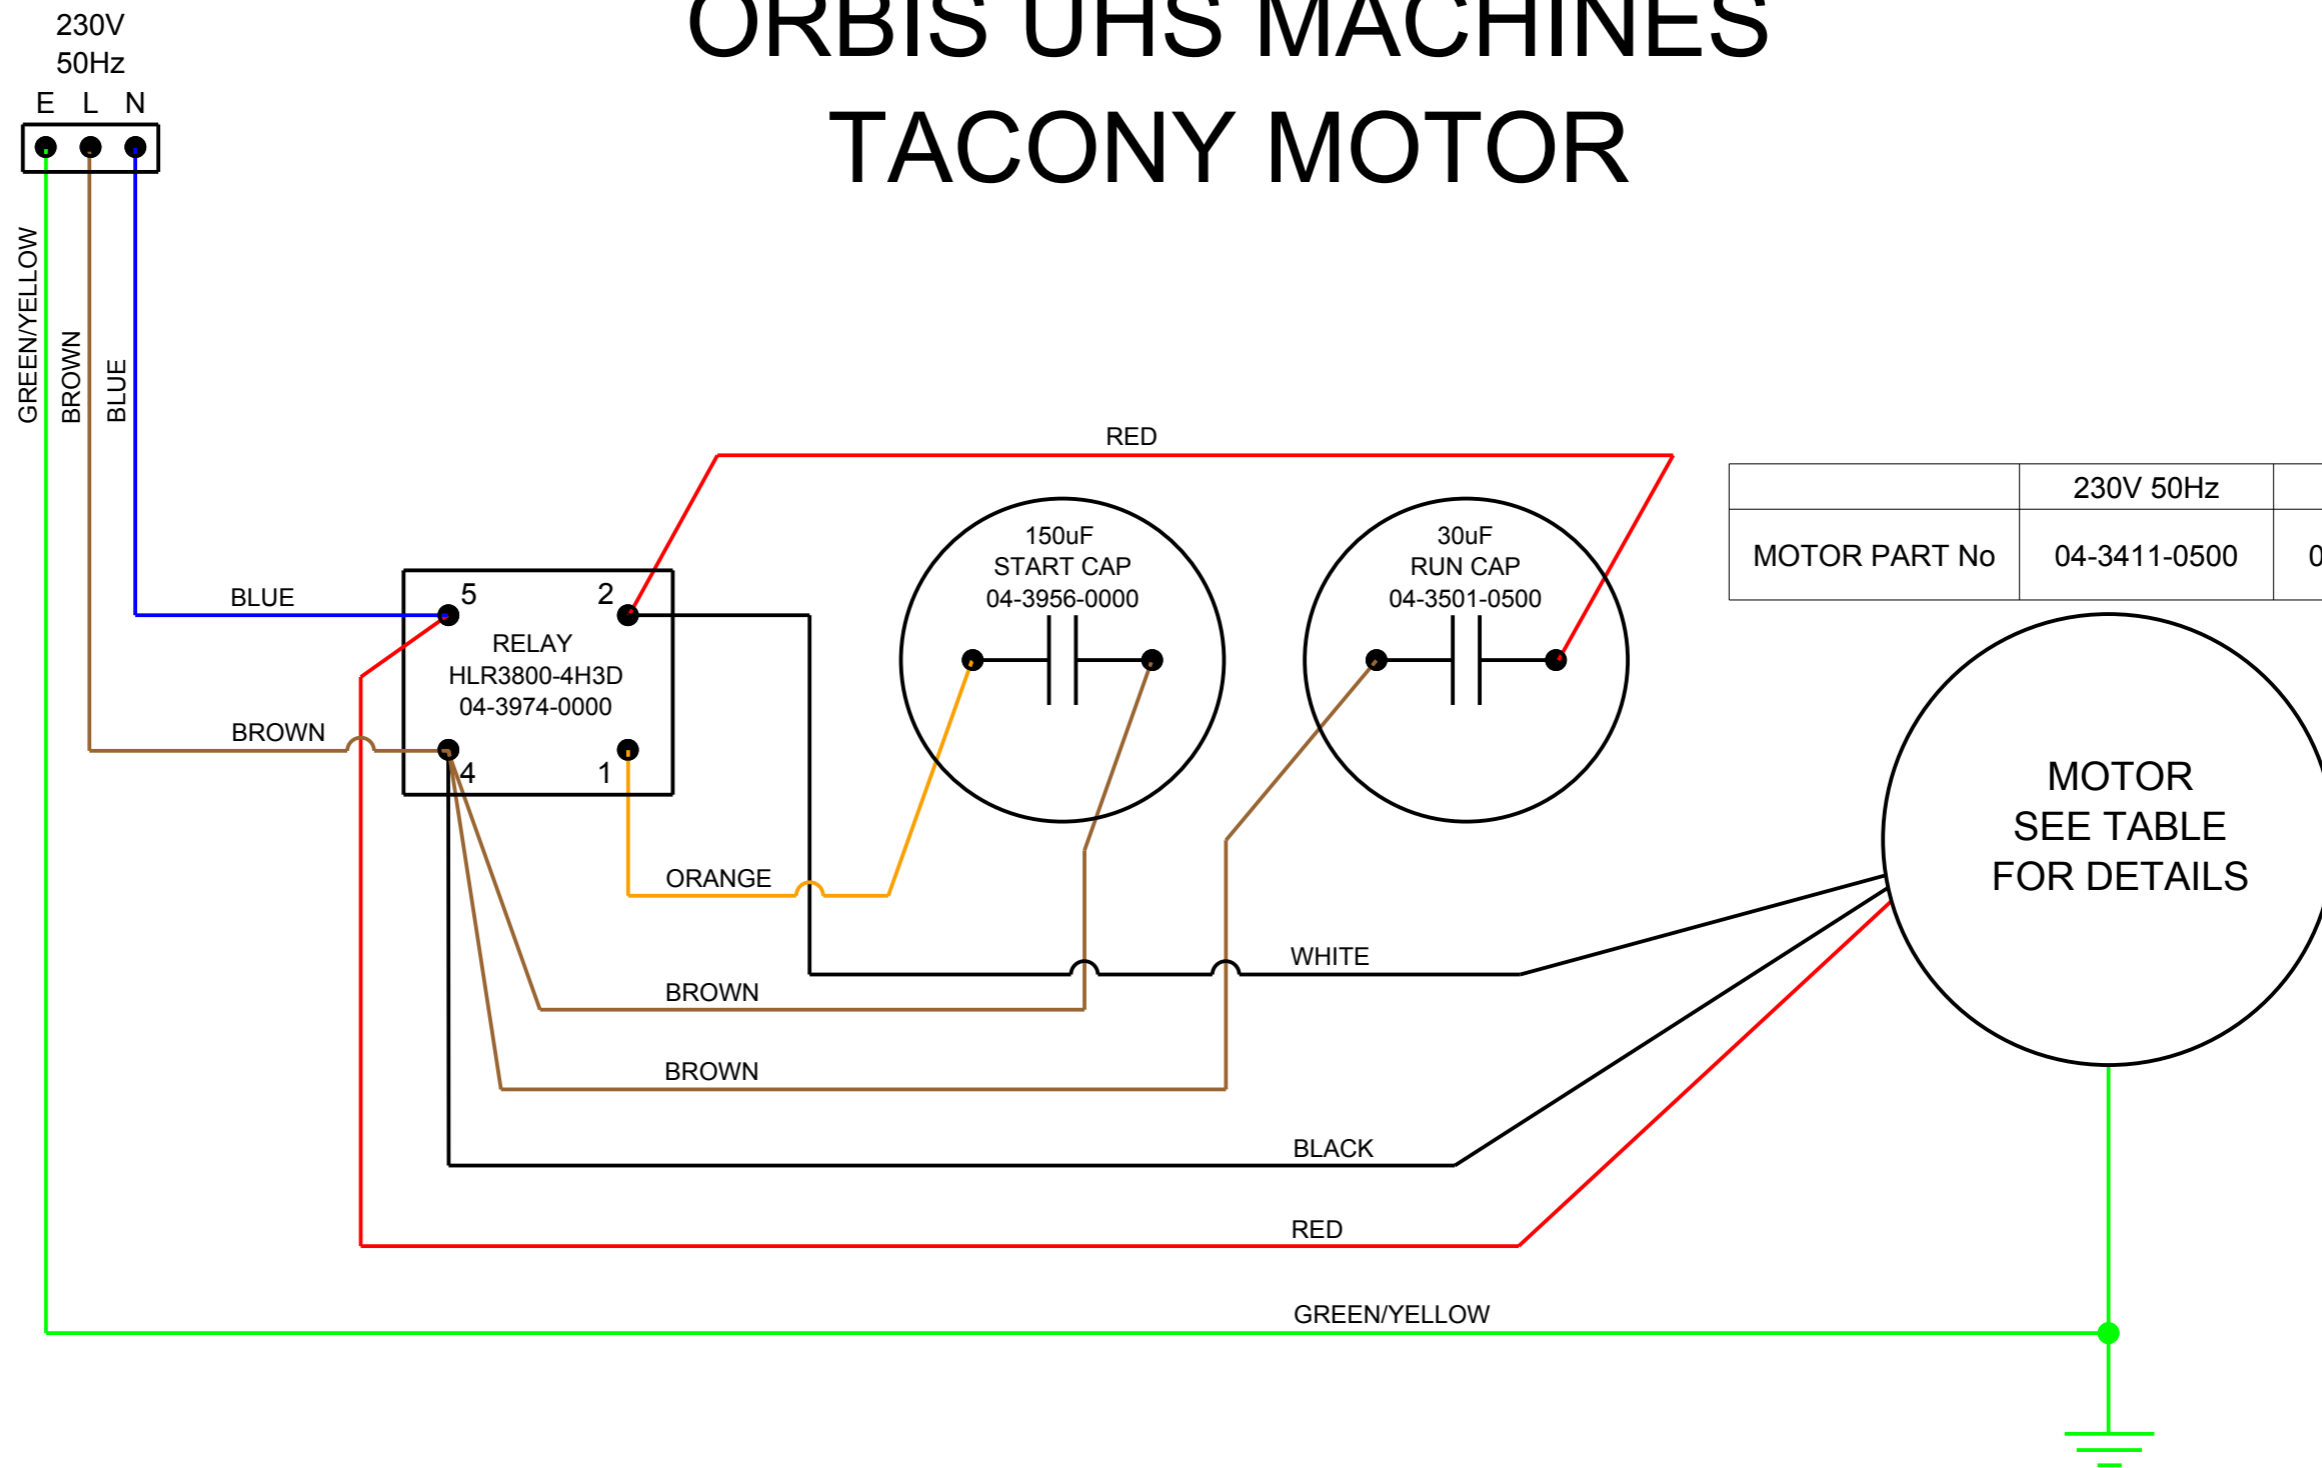 ORBIS UHS MACHINES
TACONY MOTOR
230V
50Hz
E L N
GREEN/YELLOW
BROWN
BLUE
RED
230V 50Hz
MOTOR PART No 04-3411-0500 0
150uF
START CAP
04-3956-0000
30uF
RUN CAP
04-3501-0500
BLUE
5 2
RELAY
HLR3800-4H3D
04-3974-0000
BROWN
4 1
MOTOR
SEE TABLE
FOR DETAILS
ORANGE
WHITE
BROWN
BROWN
BLACK
RED
GREEN/YELLOW